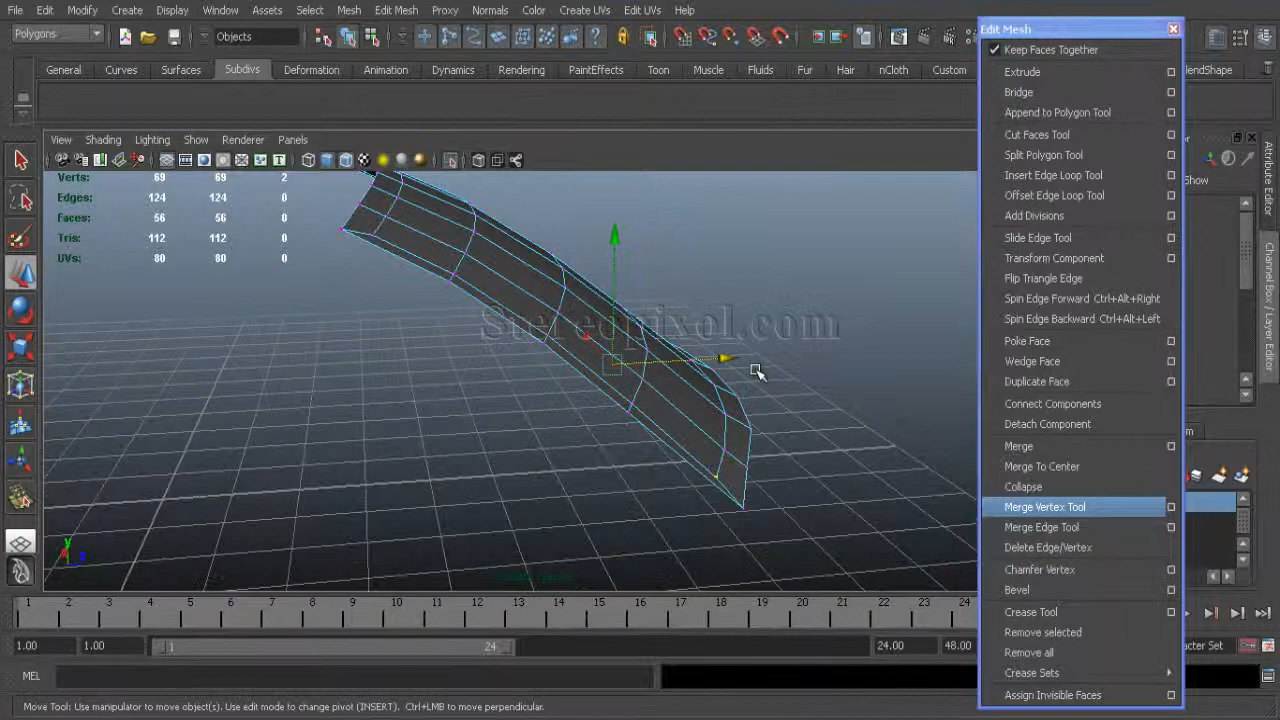 File Edit Modify Create Display Window Assets Select Mesh Edit Mesh Proxy Normals Color Create UVs Edit UVs Help
Polygons Objects
General Curves Surfaces Subdivs Deformation Animation Dynamics Rendering PaintEffects Toon Muscle Fluids Fur Hair nCloth Custom
View Shading Lighting Show Renderer Panels
Verts: 69 69 2
Edges: 124 124 0
Faces: 56 56 0
Tris: 112 112 0
UVs: 80 80 0
Stereopixol.com
y
Edit Mesh
Keep Faces Together
Extrude
Bridge
Append to Polygon Tool
Cut Faces Tool
Split Polygon Tool
Insert Edge Loop Tool
Offset Edge Loop Tool
Add Divisions
Slide Edge Tool
Transform Component
Flip Triangle Edge
Spin Edge Forward Ctrl+Alt+Right
Spin Edge Backward Ctrl+Alt+Left
Poke Face
Wedge Face
Duplicate Face
Connect Components
Detach Component
Merge
Merge To Center
Collapse
Merge Vertex Tool
Merge Edge Tool
Delete Edge/Vertex
Chamfer Vertex
Bevel
Crease Tool
Remove selected
Remove all
Crease Sets
Assign Invisible Faces
Show
Attribute Editor
Channel Box / Layer Editor
1 2 3 4 5 6 7 8 9 10 11 12 13 14 15 16 17 18 19 20 21 22 23 24
1.00 1.00 1 24 24.00 48.00
MEL
Move Tool: Use manipulator to move object(s). Use edit mode to change pivot (INSERT). Ctrl+LMB to move perpendicular.